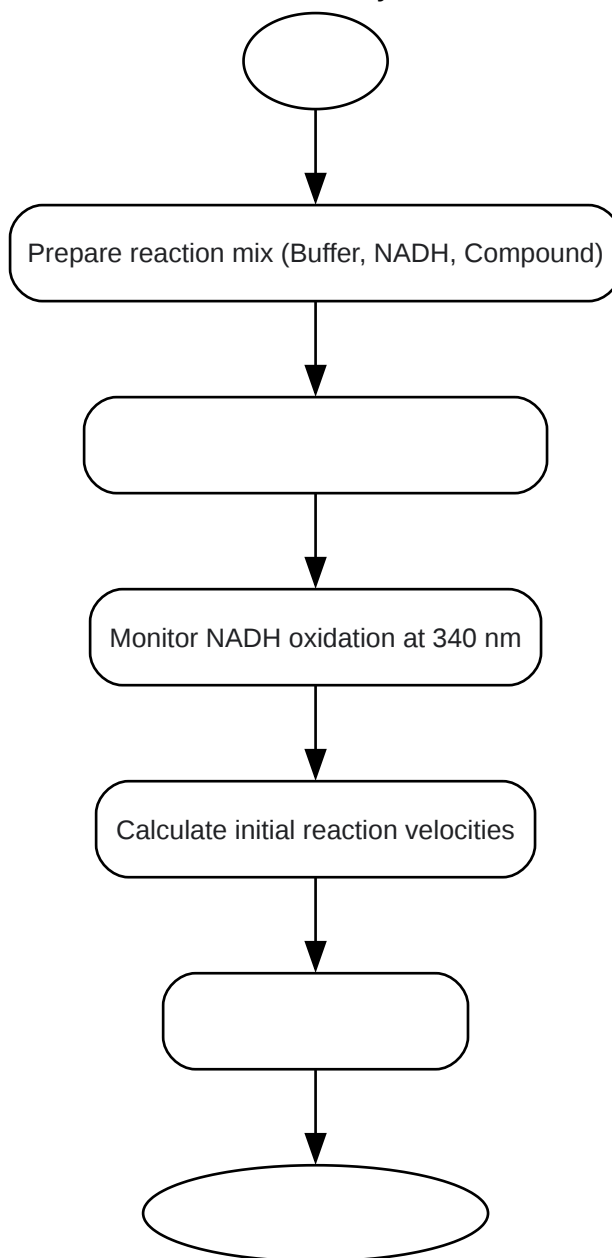 Prepare reaction mix (Buffer, NADH, Compound)
Monitor NADH oxidation at 340 nm
Calculate initial reaction velocities